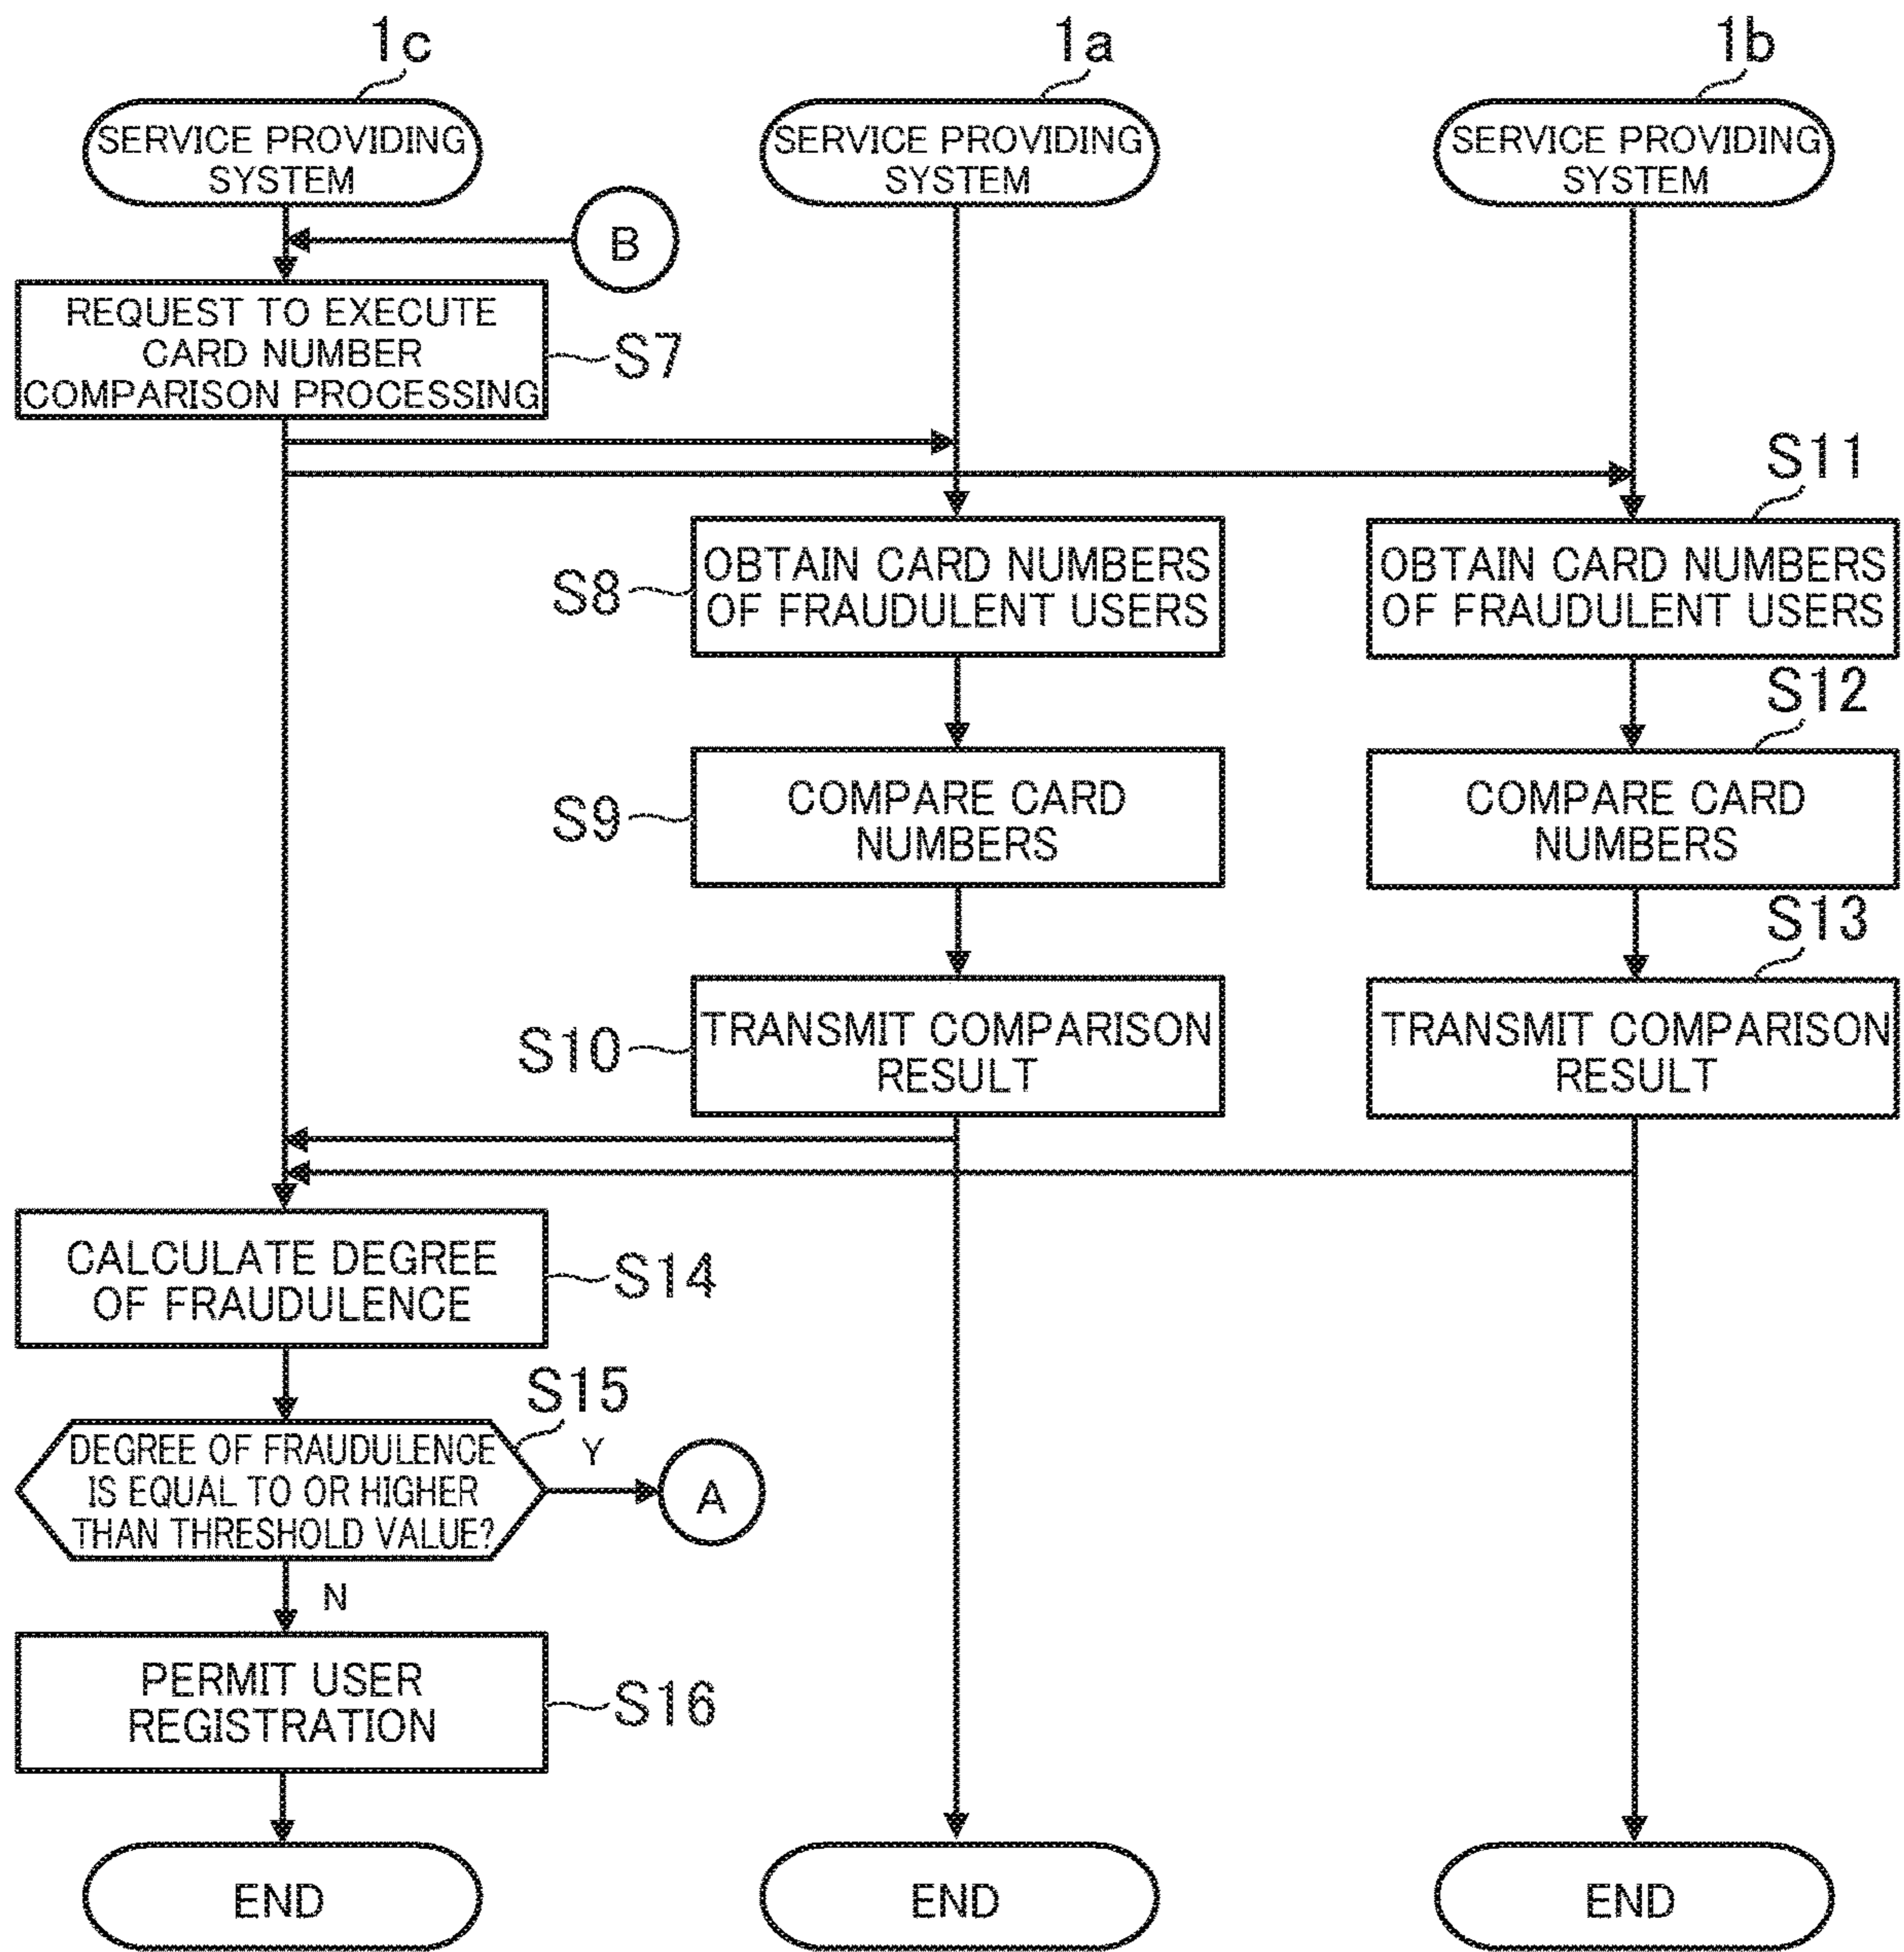 1c
1a
1b
SERVICE PROVIDING
SYSTEM
SERVICE PROVIDING
SYSTEM
SERVICE PROVIDING
SYSTEM
B
REQUEST TO EXECUTE
CARD NUMBER
COMPARISON PROCESSING
S7
S11
S8
OBTAIN CARD NUMBERS
OF FRAUDULENT USERS
OBTAIN CARD NUMBERS
OF FRAUDULENT USERS
S12
S9
COMPARE CARD
NUMBERS
COMPARE CARD
NUMBERS
S13
S10
TRANSMIT COMPARISON
RESULT
TRANSMIT COMPARISON
RESULT
CALCULATE DEGREE
OF FRAUDULENCE
S14
S15
DEGREE OF FRAUDULENCE
IS EQUAL TO OR HIGHER
THAN THRESHOLD VALUE?
Y
A
N
PERMIT USER
REGISTRATION
S16
END
END
END